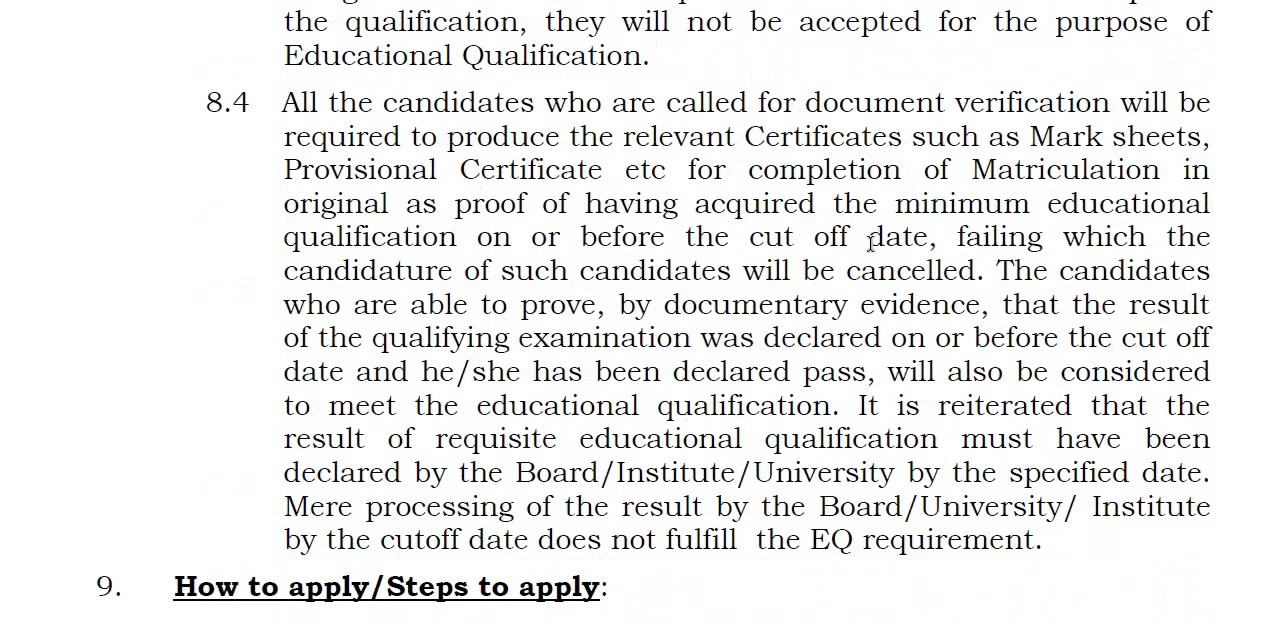 the qualification, they will not be accepted for the purpose of
Educational Qualification.
8.4 All the candidates who are called for document verification will be
required to produce the relevant Certificates such as Mark sheets,
Provisional Certificate etc for completion of Matriculation in
original as proof of having acquired the minimum educational
qualification on or before the cut off date, failing which the
candidature of such candidates will be cancelled. The candidates
who are able to prove, by documentary evidence, that the result
of the qualifying examination was declared on or before the cut off
date and he/she has been declared pass, will also be considered
to meet the educational qualification. It is reiterated that the
result of requisite educational qualification must have been
declared by the Board/Institute/University by the specified date.
Mere processing of the result by the Board/University/ Institute
by the cutoff date does not fulfill  the EQ requirement.
9. How to apply/Steps to apply: